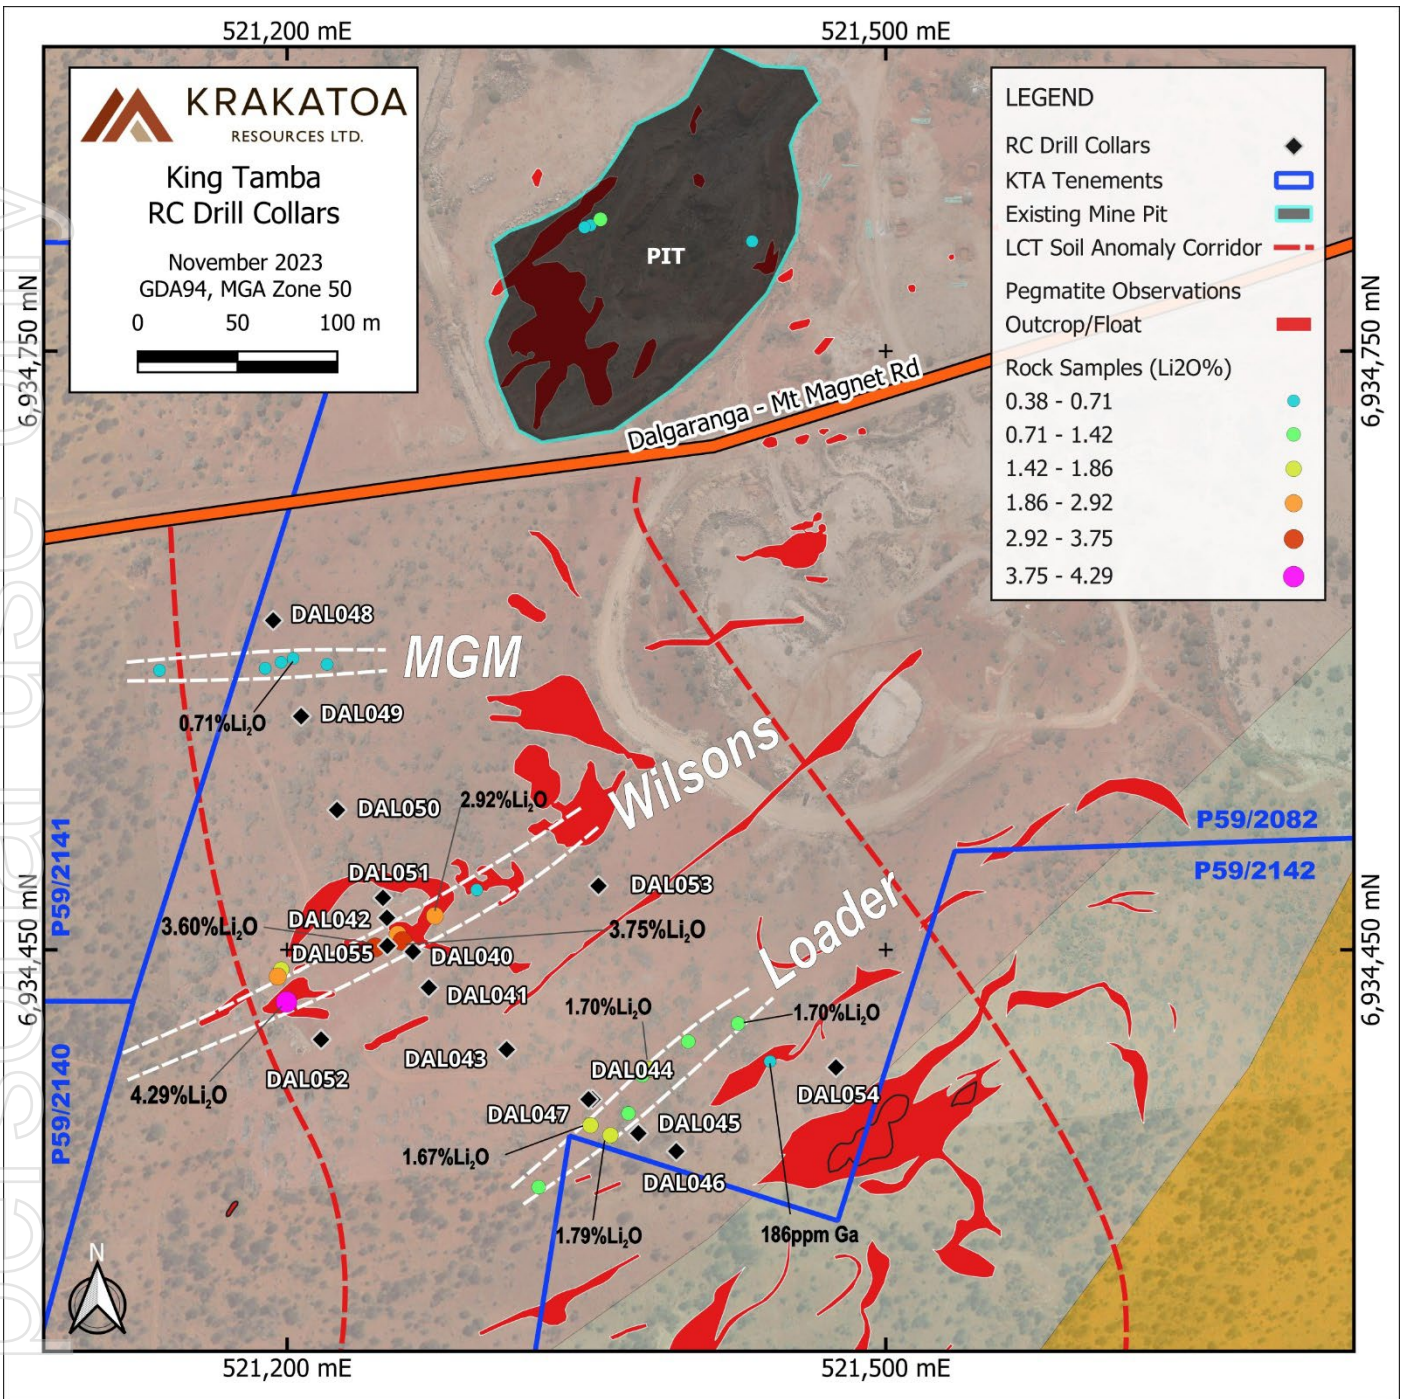 521,200 mE
521,500 mE
KRAKATOA
RESOURCES LTD.
King Tamba
RC Drill Collars
November 2023
GDA94, MGA Zone 50
0 50 100 m
LEGEND
RC Drill Collars
KTA Tenements
Existing Mine Pit
LCT Soil Anomaly Corridor
Pegmatite Observations
Outcrop/Float
Rock Samples (Li2O%)
0.38 - 0.71
0.71 - 1.42
1.42 - 1.86
1.86 - 2.92
2.92 - 3.75
3.75 - 4.29
PIT
6,934,750 mN
6,934,750 mN
Dalgaranga - Mt Magnet Rd
DAL048
MGM
0.71%Li₂O
DAL049
Wilsons
DAL050
2.92%Li₂O
P59/2082
P59/2142
P59/2141
DAL051
DAL053
Loader
DAL042
3.60%Li₂O
3.75%Li₂O
DAL055
DAL040
6,934,450 mN
6,934,450 mN
DAL041
1.70%Li₂O
1.70%Li₂O
DAL043
DAL044
DAL052
4.29%Li₂O
DAL054
P59/2140
DAL047
DAL045
1.67%Li₂O
DAL046
1.79%Li₂O
186ppm Ga
N
521,200 mE
521,500 mE